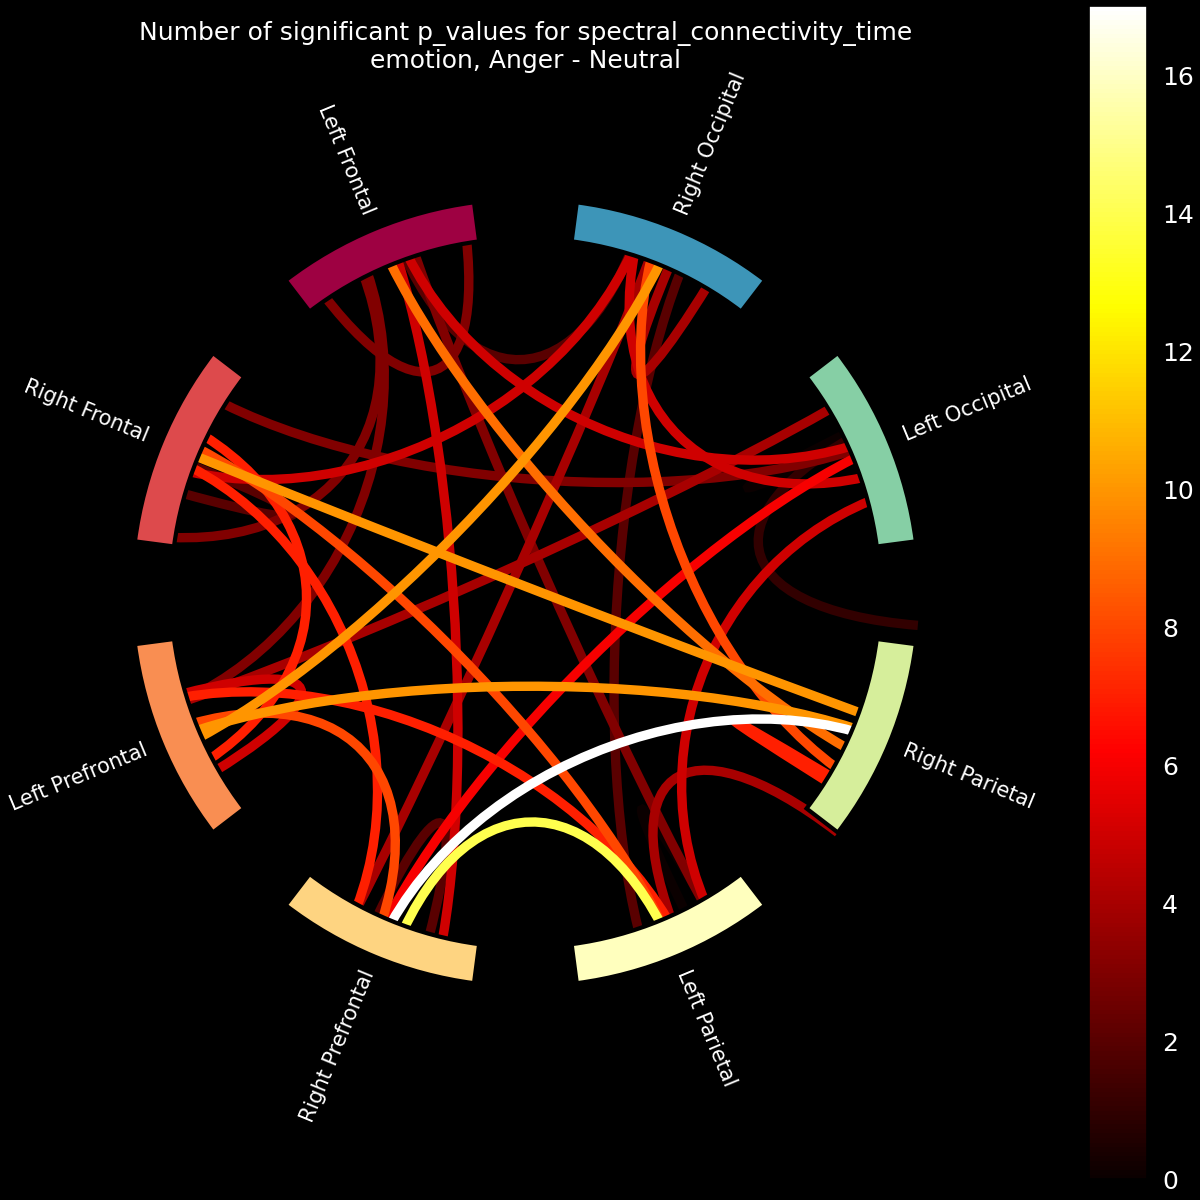 Number of significant p_values for spectral_connectivity_time
emotion, Anger - Neutral
Left Frontal
Right Occipital
Right Frontal
Left Occipital
Left Prefrontal
Right Parietal
Right Prefrontal
Left Parietal
16
14
12
10
8
6
4
2
0